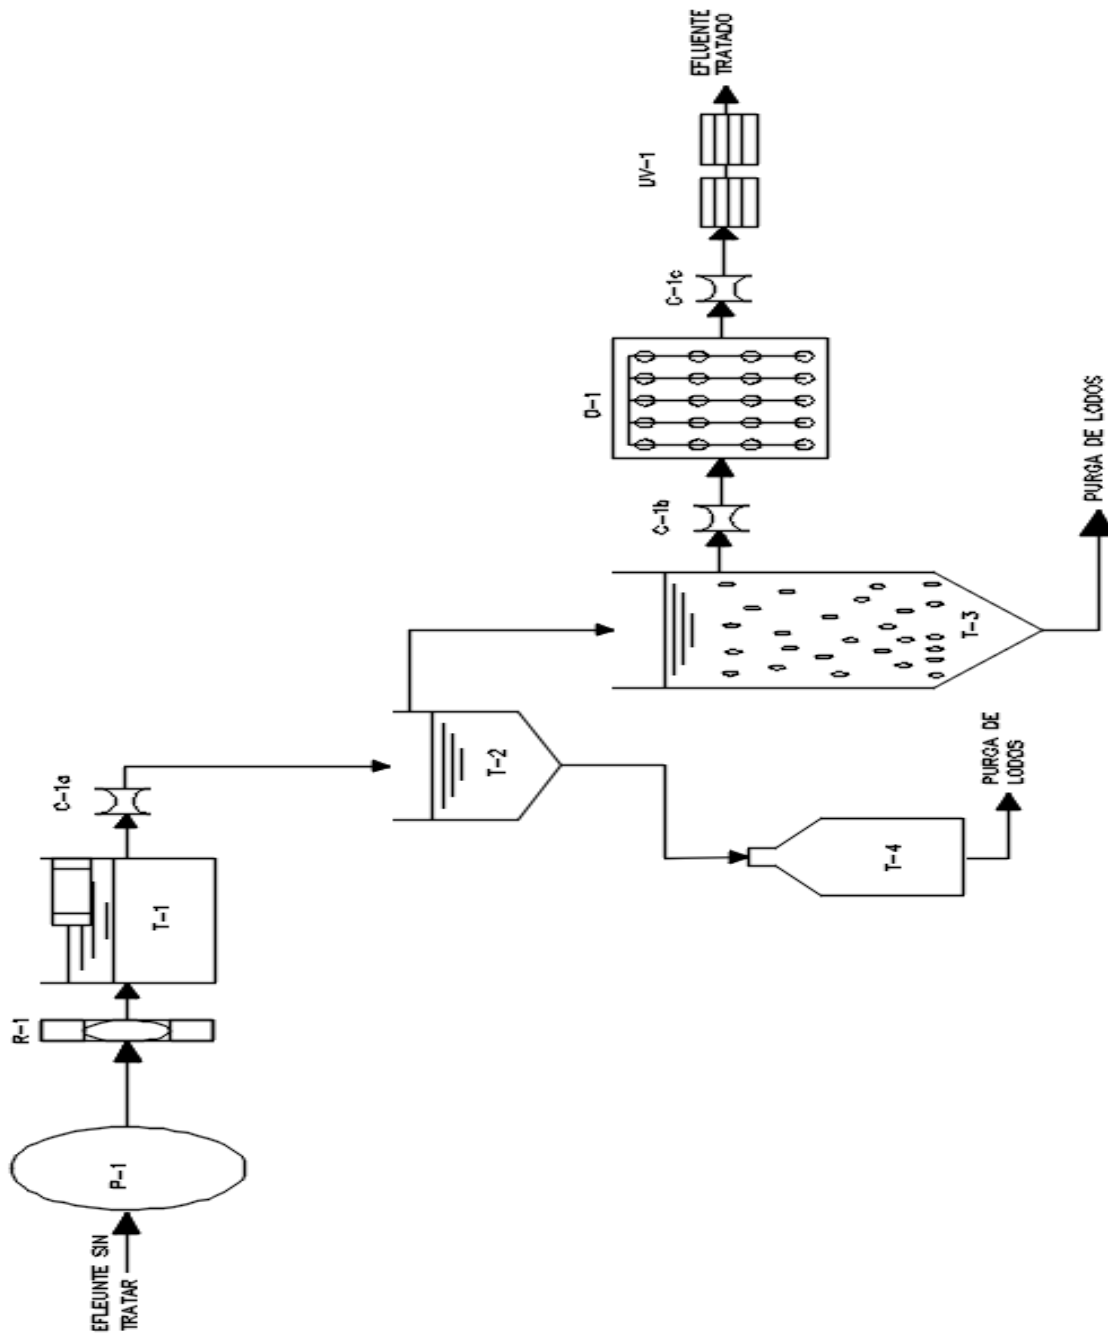 EFLEUNTE SIN
TRATAR
P-1
R-1
T-1
C-1a
T-2
T-4
PURGA DE
LODOS
T-3
PURGA DE LODOS
C-1b
D-1
C-1c
UV-1
EFLUENTE
TRATADO